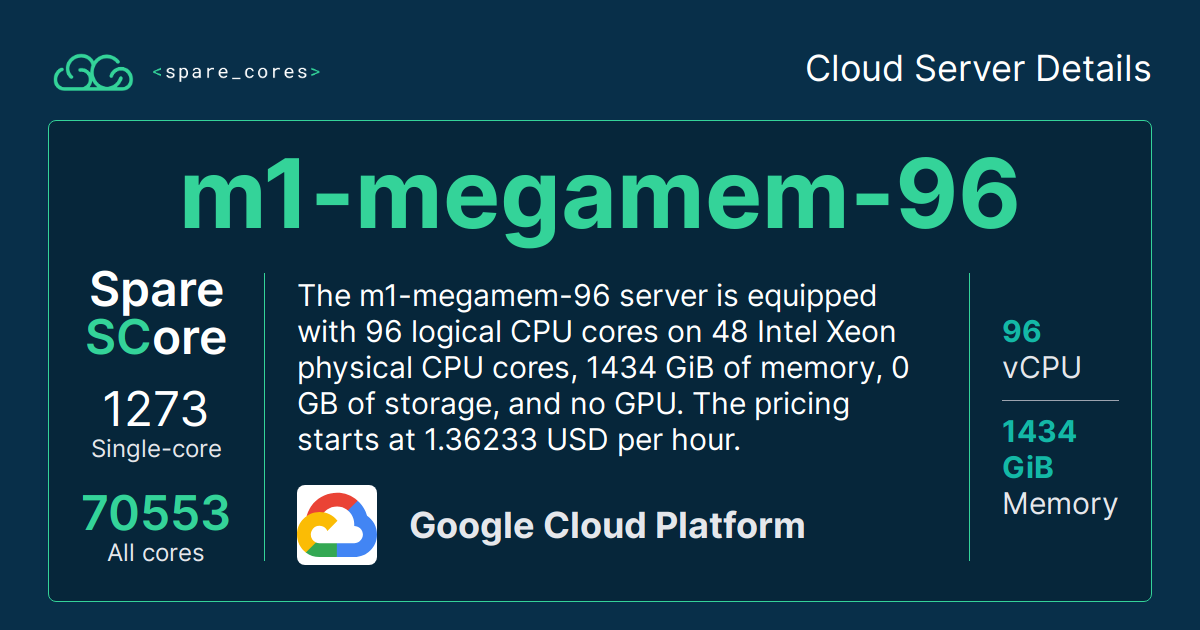 <spare_cores>
Cloud Server Details
m1-megamem-96
Spare
SCore
1273
Single-core
70553
All cores
The m1-megamem-96 server is equipped
with 96 logical CPU cores on 48 Intel Xeon
physical CPU cores, 1434 GiB of memory, 0
GB of storage, and no GPU. The pricing
starts at 1.36233 USD per hour.
Google Cloud Platform
96
vCPU
1434
GiB
Memory